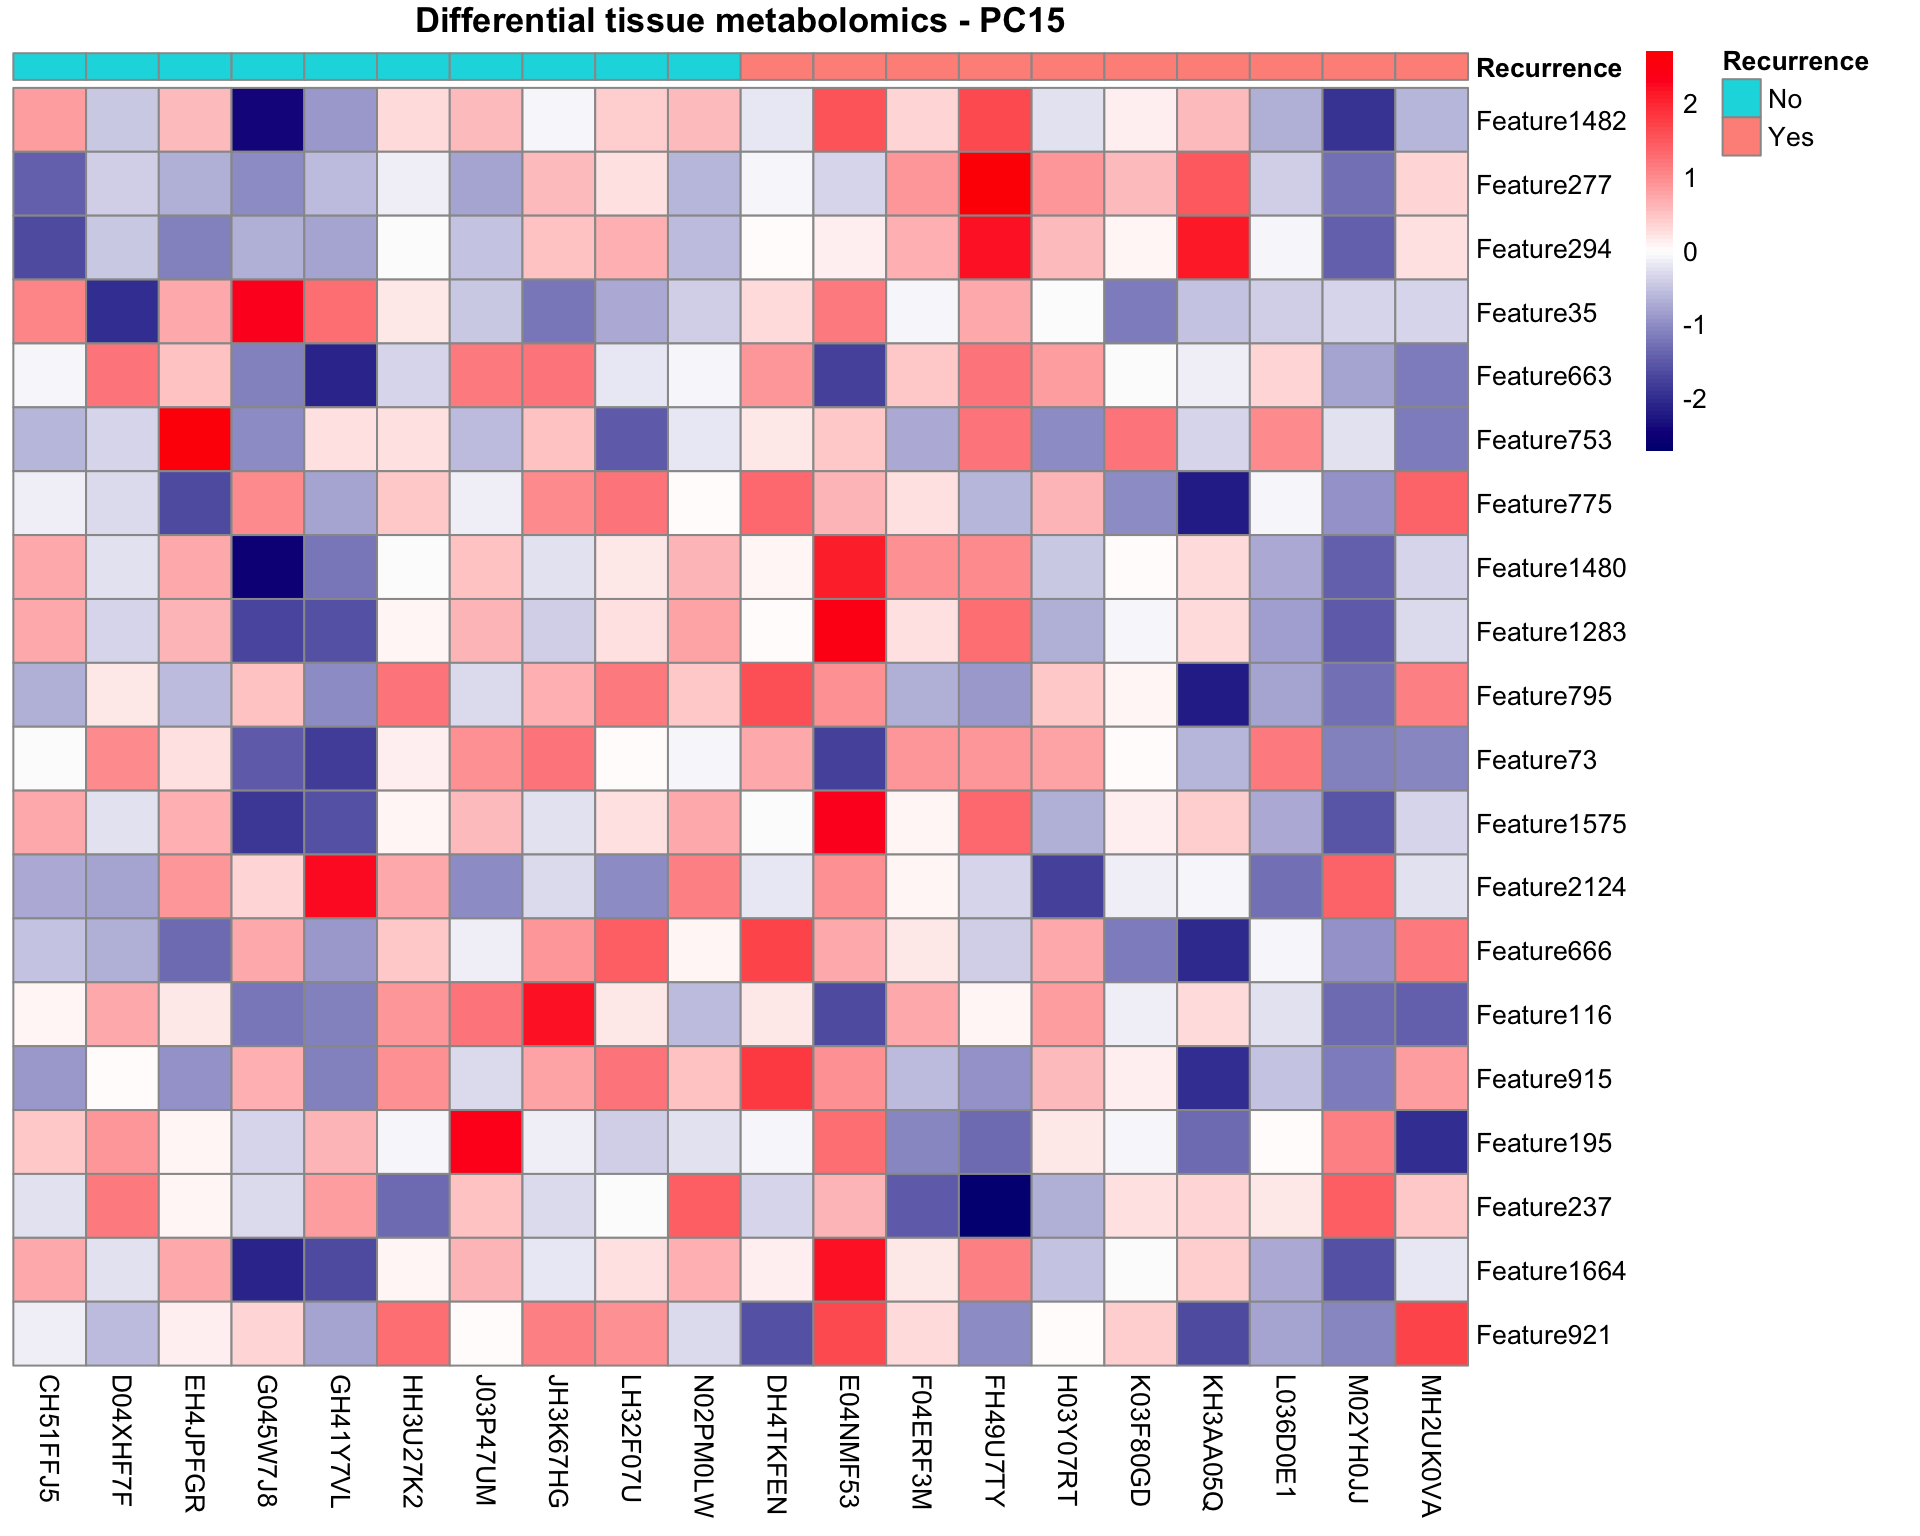 Differential tissue metabolomics - PC15
Recurrence
Feature1482
Feature277
Feature294
Feature35
Feature663
Feature753
Feature775
Feature1480
Feature1283
Feature795
Feature73
Feature1575
Feature2124
Feature666
Feature116
Feature915
Feature195
Feature237
Feature1664
Feature921
2
1
0
-1
-2
Recurrence
No
Yes
CH51FFJ5
D04XHF7F
EH4JPFGR
G045W7J8
GH41Y7VL
HH3U27K2
J03P47UM
JH3K67HG
LH32F07U
N02PM0LW
DH4TKFEN
E04NMF53
F04ERF3M
FH49U7TY
H03Y07RT
K03F80GD
KH3AA05Q
L036D0E1
M02YH0JJ
MH2UK0VA